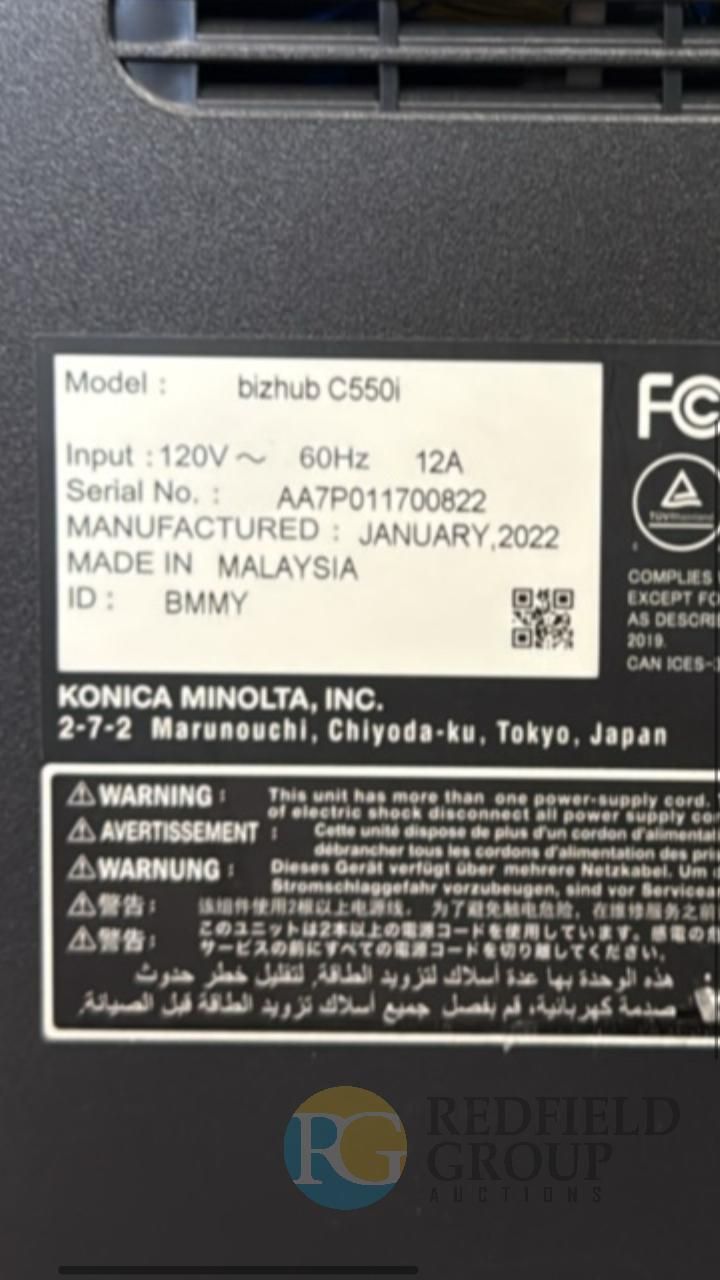 Model : bizhub C550i
Input : 120V ～ 60Hz 12A
Serial No. : AA7P011700822
MANUFACTURED : JANUARY,2022
MADE IN MALAYSIA
ID : BMMY
FC
TÜVRheinland
COMPLIES
EXCEPT FO
AS DESCRI
2019.
CAN ICES-3
KONICA MINOLTA, INC.
2-7-2 Marunouchi, Chiyoda-ku, Tokyo, Japan
⚠WARNING : This unit has more than one power-supply cord.
of electric shock disconnect all power supply co
⚠AVERTISSEMENT : Cette unité dispose de plus d'un cordon d'alimentat
débrancher tous les cordons d'alimentation des pri
⚠WARNUNG : Dieses Gerät verfügt über mehrere Netzkabel. Um
Stromschlaggefahr vorzubeugen, sind vor Servicea
⚠警告: 该组件使用2根以上电源线。 为了避免触电危险，在维修服务之前
⚠警告: このユニットは2本以上の電源コードを使用しています。感電の
サービスの前にすべての電源コードを切り離してください。
هذه الوحدة بها عدة أسلاك لتزويد الطاقة. لتقليل خطر حدوث
صدمة كهربائية، قم بفصل جميع أسلاك تزويد الطاقة قبل الصيانة.
RG
REDFIELD
GROUP
AUCTIONS